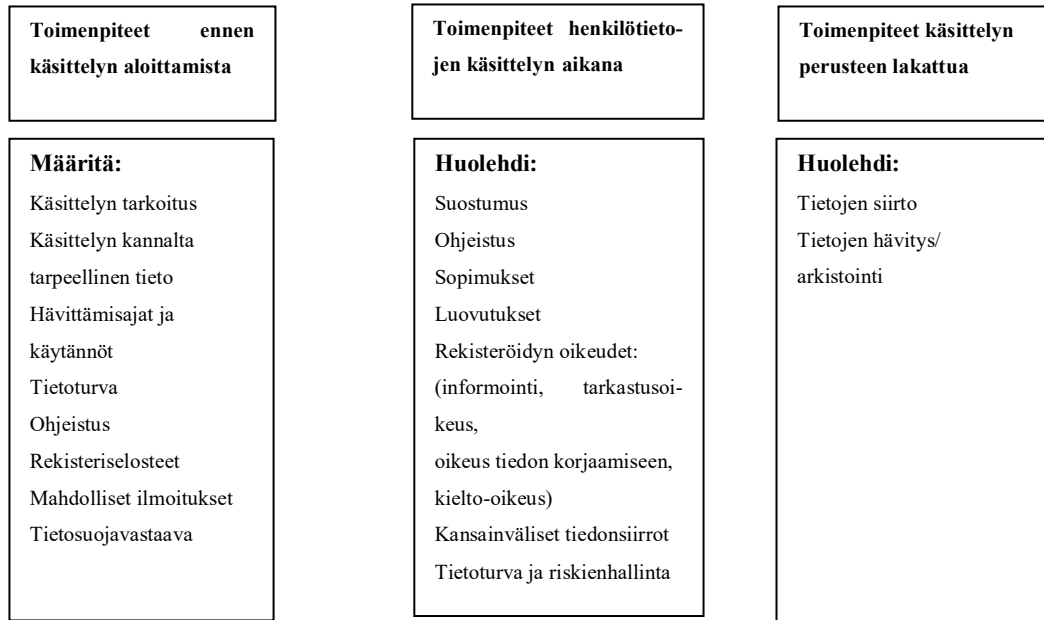 Toimenpiteet ennen
käsittelyn aloittamista
Toimenpiteet henkilötieto-
jen käsittelyn aikana
Toimenpiteet käsittelyn
perusteen lakattua
Määritä:
Käsittelyn tarkoitus
Käsittelyn kannalta
tarpeellinen tieto
Hävittämisajat ja
käytännöt
Tietoturva
Ohjeistus
Rekisteriselosteet
Mahdolliset ilmoitukset
Tietosuojavastaava
Huolehdi:
Suostumus
Ohjeistus
Sopimukset
Luovutukset
Rekisteröidyn oikeudet:
(informointi, tarkastusoi-
keus,
oikeus tiedon korjaamiseen,
kielto-oikeus)
Kansainväliset tiedonsiirrot
Tietoturva ja riskienhallinta
Huolehdi:
Tietojen siirto
Tietojen hävitys/
arkistointi